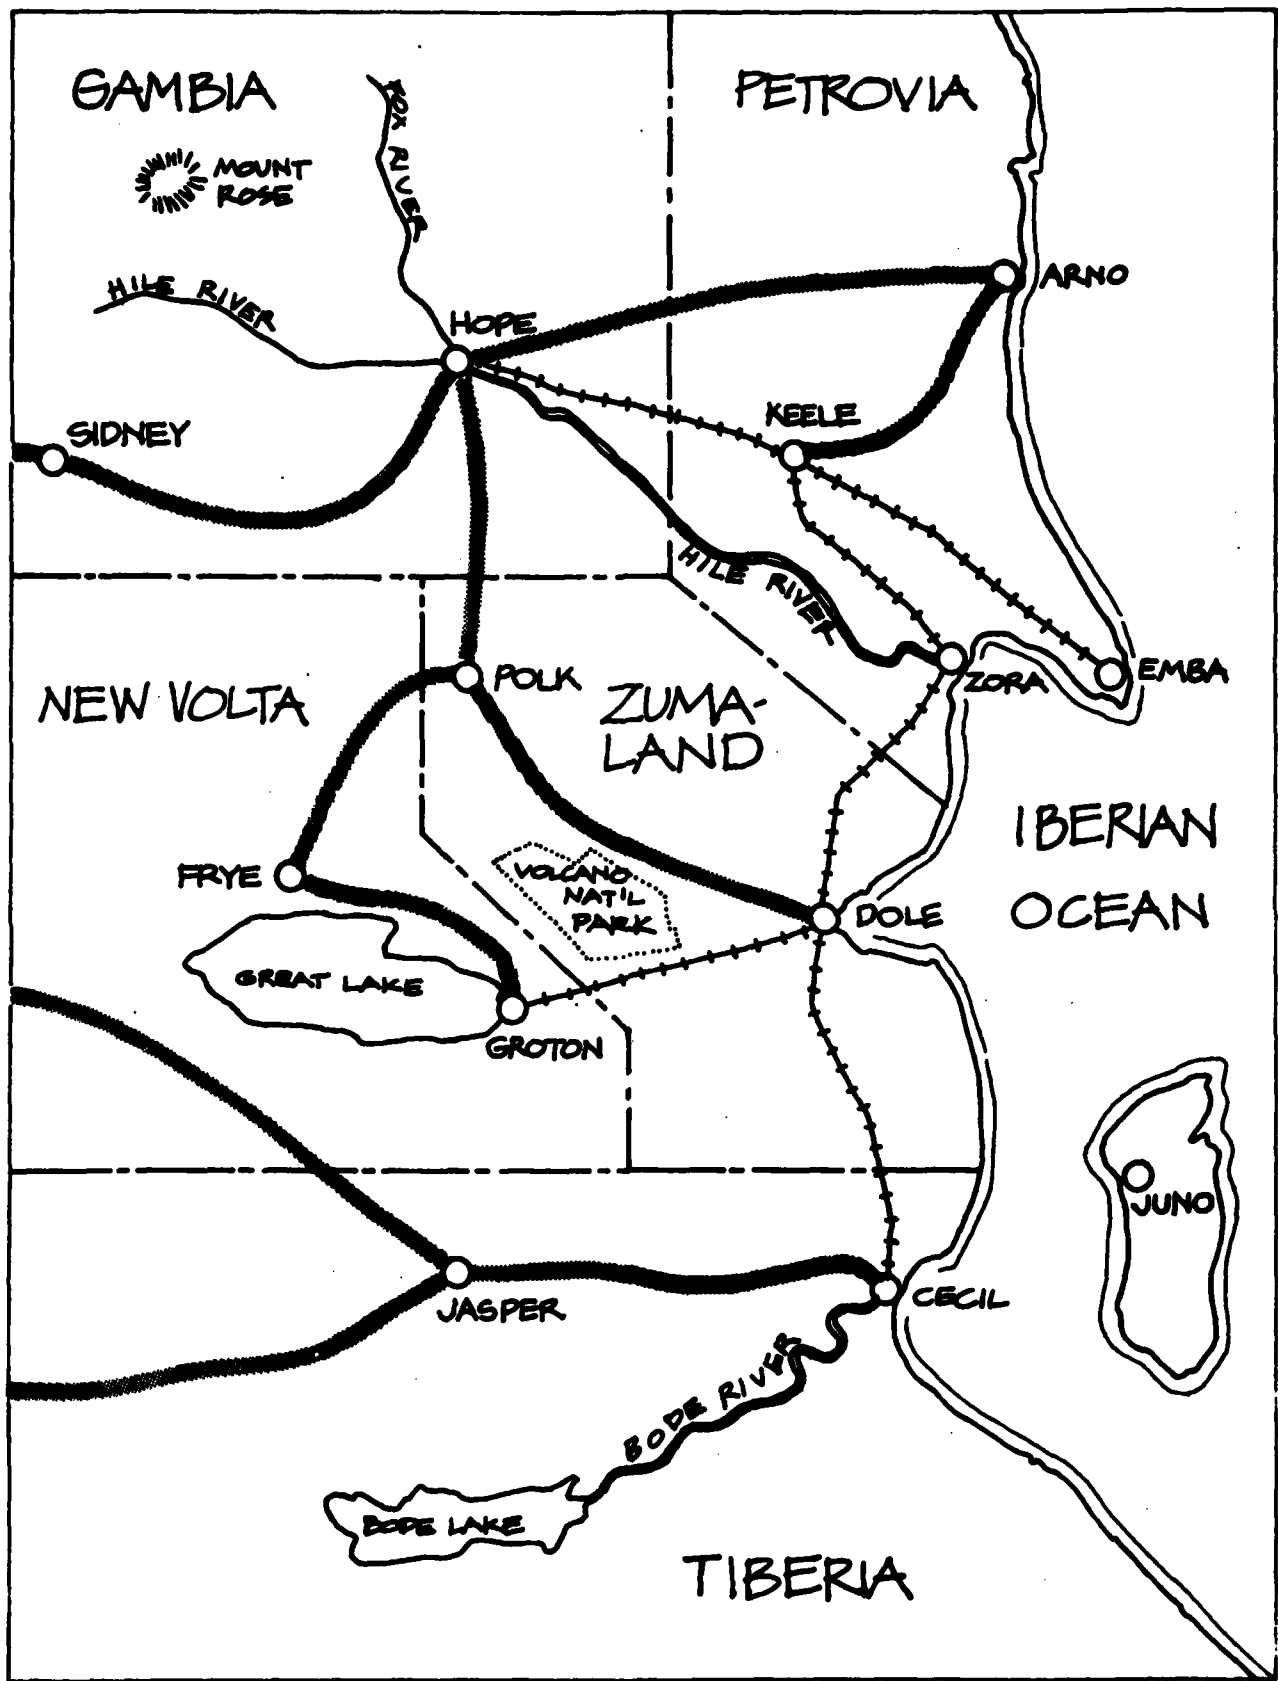 GAMBIA
PETROVIA
MOUNT
ROSE
FOX RIVER
HILE RIVER
HOPE
ARNO
SIDNEY
KEELE
HILE RIVER
NEW VOLTA
POLK
ZUMA-
LAND
ZORA
EMBA
IBERIAN
OCEAN
FRYE
VOLCANO
NAT'L
PARK
DOLE
GREAT LAKE
GROTON
JUNO
JASPER
CECIL
BODE RIVER
BODE LAKE
TIBERIA